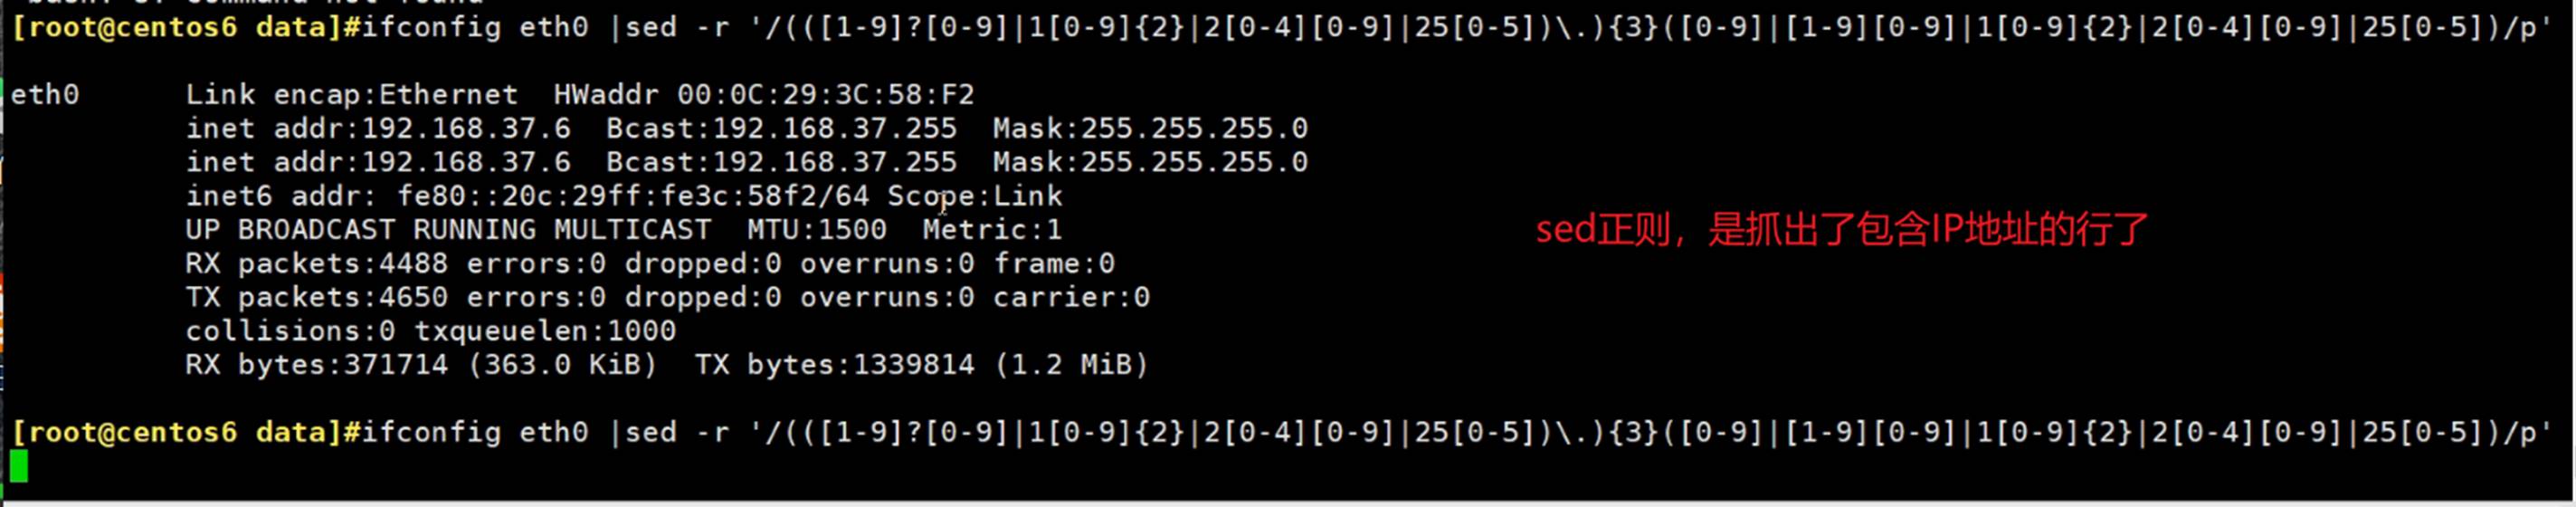 [root@centos6 data]#ifconfig eth0 |sed -r '/(([1-9]?[0-9]|1[0-9]{2}|2[0-4][0-9]|25[0-5])\.){3}([0-9]|[1-9][0-9]|1[0-9]{2}|2[0-4][0-9]|25[0-5])/p'
eth0      Link encap:Ethernet  HWaddr 00:0C:29:3C:58:F2
          inet addr:192.168.37.6  Bcast:192.168.37.255  Mask:255.255.255.0
          inet addr:192.168.37.6  Bcast:192.168.37.255  Mask:255.255.255.0
          inet6 addr: fe80::20c:29ff:fe3c:58f2/64 Scope:Link
          UP BROADCAST RUNNING MULTICAST  MTU:1500  Metric:1
sed正则，是抓出了包含IP地址的行了
          RX packets:4488 errors:0 dropped:0 overruns:0 frame:0
          TX packets:4650 errors:0 dropped:0 overruns:0 carrier:0
          collisions:0 txqueuelen:1000
          RX bytes:371714 (363.0 KiB)  TX bytes:1339814 (1.2 MiB)
[root@centos6 data]#ifconfig eth0 |sed -r '/(([1-9]?[0-9]|1[0-9]{2}|2[0-4][0-9]|25[0-5])\.){3}([0-9]|[1-9][0-9]|1[0-9]{2}|2[0-4][0-9]|25[0-5])/p'